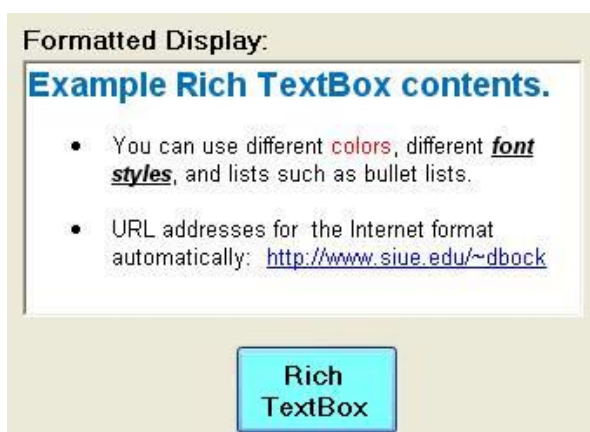 Formatted Display:
Example Rich TextBox contents.
• You can use different colors, different font
styles, and lists such as bullet lists.
• URL addresses for the Internet format
automatically: http://www.siue.edu/~dbock
Rich
TextBox